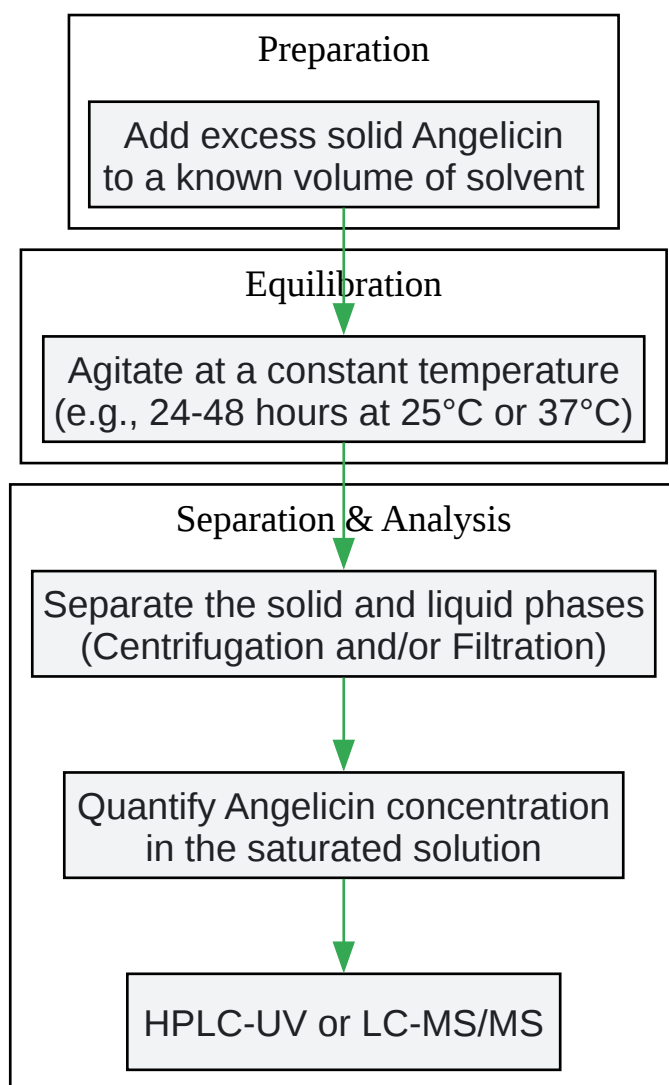 Preparation
Add excess solid Angelicin
to a known volume of solvent
Equilibration
Agitate at a constant temperature
(e.g., 24-48 hours at 25°C or 37°C)
Separation & Analysis
Separate the solid and liquid phases
(Centrifugation and/or Filtration)
Quantify Angelicin concentration
in the saturated solution
HPLC-UV or LC-MS/MS